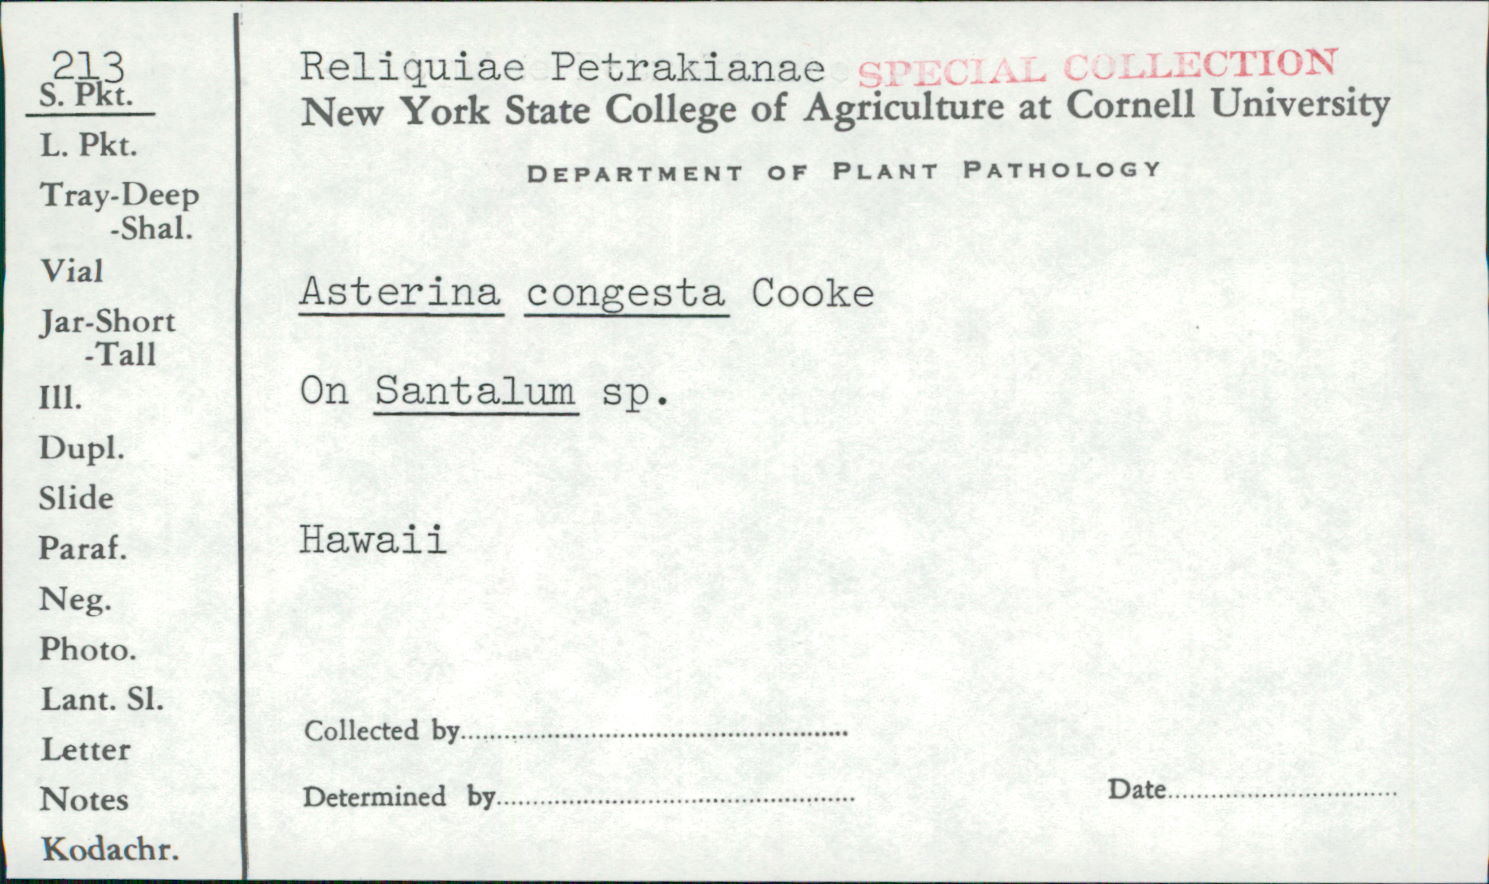 213
S. Pkt.
L. Pkt.
Tray-Deep
-Shal.
Vial
Jar-Short
-Tall
Ill.
Dupl.
Slide
Paraf.
Neg.
Photo.
Lant. Sl.
Letter
Notes
Kodachr.
Reliquiae Petrakianae SPECIAL COLLECTION
New York State College of Agriculture at Cornell University
DEPARTMENT OF PLANT PATHOLOGY
Asterina congesta Cooke
On Santalum sp.
Hawaii
Collected by
Determined by
Date